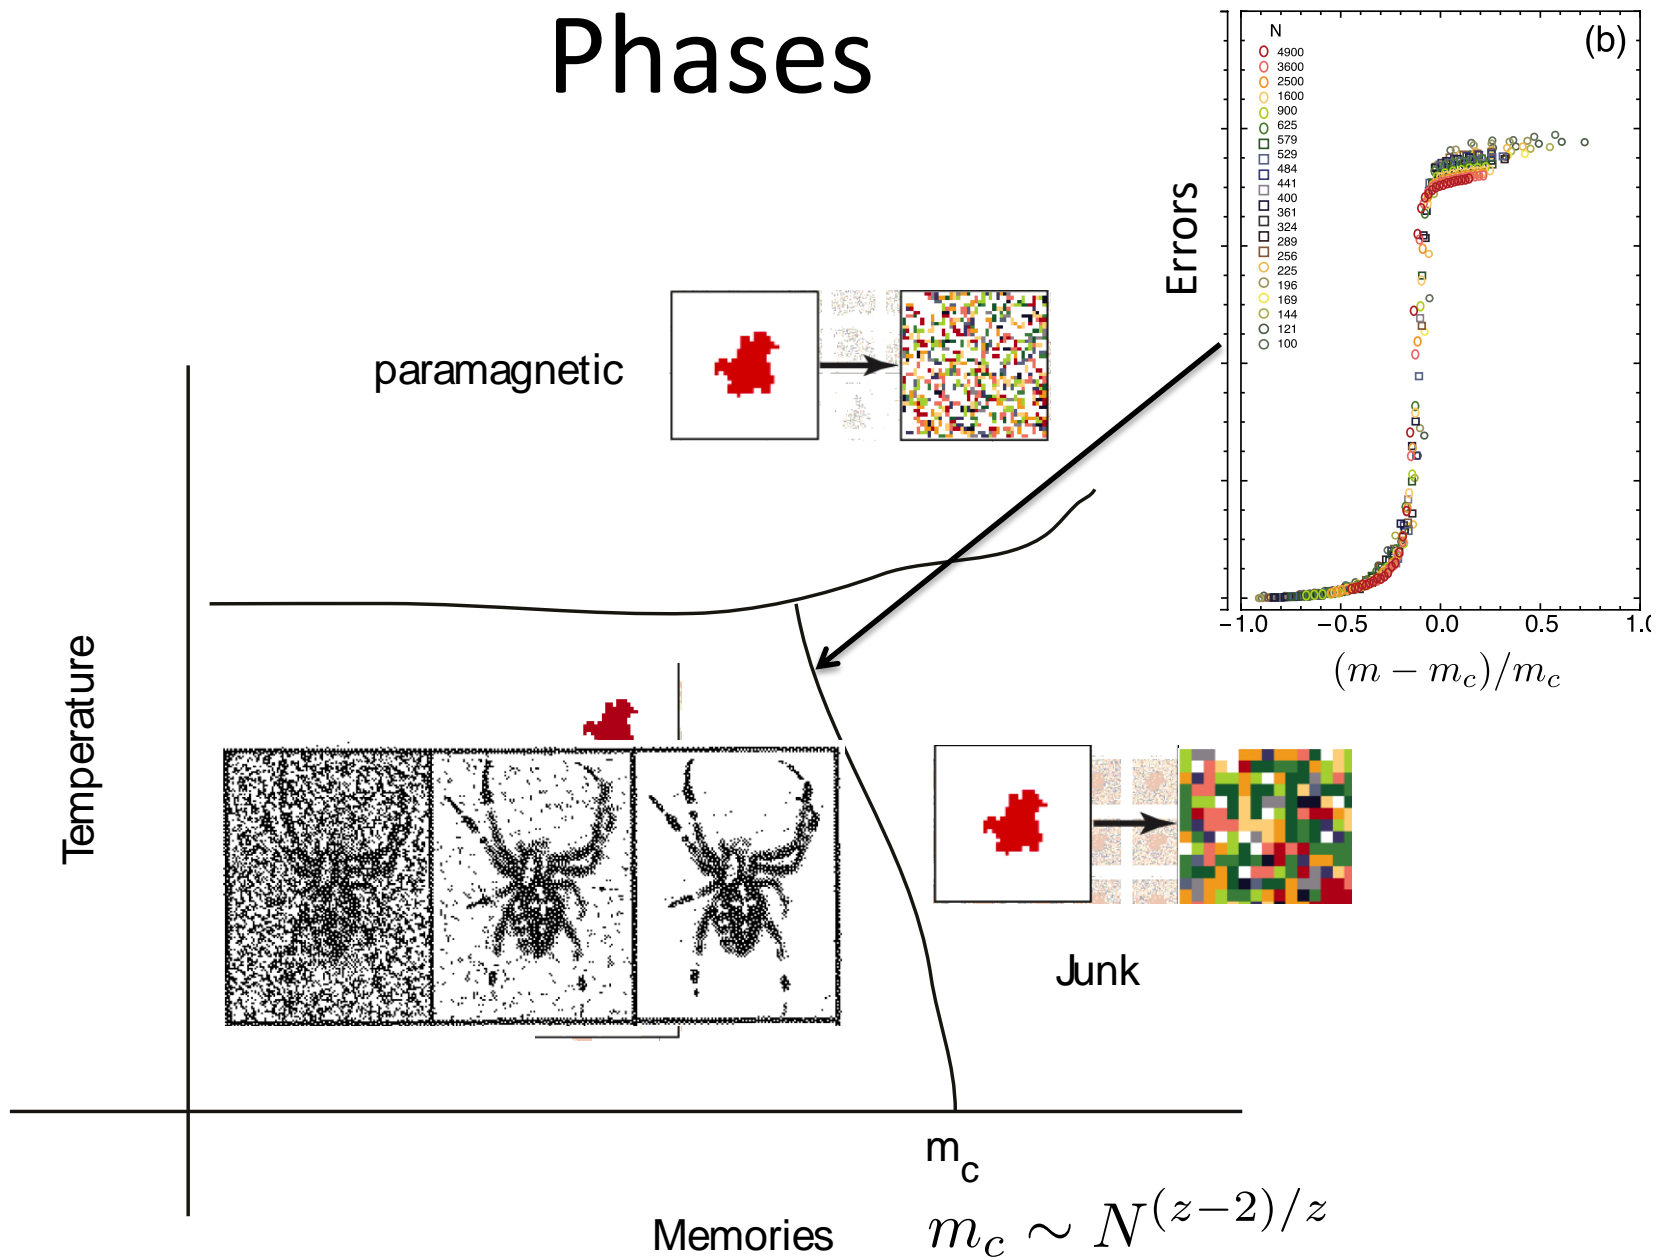 Phases
(b)
N
4900
3600
2500
1600
900
625
579
529
484
441
400
361
324
289
256
225
196
169
144
121
100
Errors
−1.0 −0.5 0.0 0.5 1.(
(m − m_c)/m_c
paramagnetic
Temperature
Junk
m_c
Memories
m_c ∼ N^{(z−2)/z}